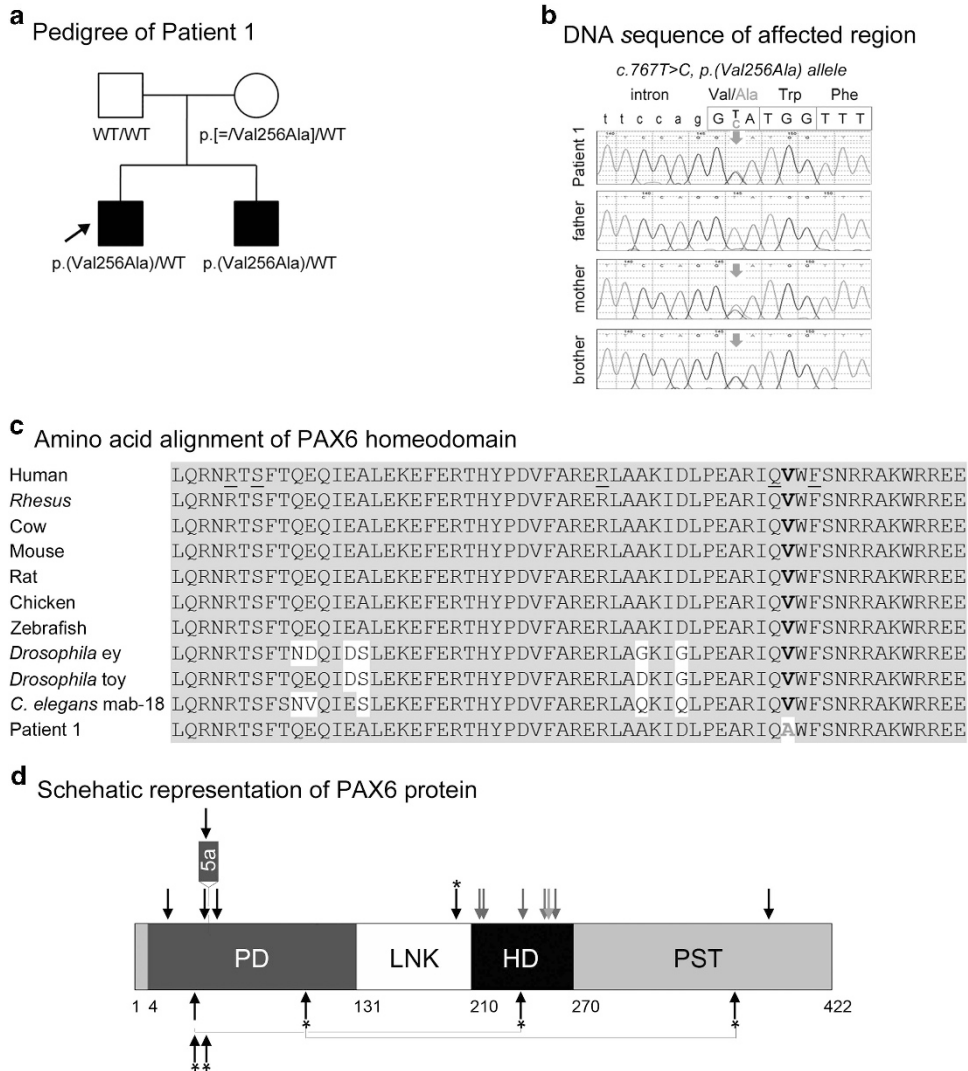 a Pedigree of Patient 1
WT/WT
p.[=/Val256Ala]/WT
p.(Val256Ala)/WT
p.(Val256Ala)/WT
b DNA sequence of affected region
c.767T>C, p.(Val256Ala) allele
intron Val/Ala Trp Phe
t t c c a g G T A T G G T T T
C
Patient 1
father
mother
brother
c Amino acid alignment of PAX6 homeodomain
Human LQRNRTSFTQEQIEALEKEFERTHYPDVFARERLAAKIDLPEARIQVWFSNRRAKWRREE
Rhesus LQRNRTSFTQEQIEALEKEFERTHYPDVFARERLAAKIDLPEARIQVWFSNRRAKWRREE
Cow LQRNRTSFTQEQIEALEKEFERTHYPDVFARERLAAKIDLPEARIQVWFSNRRAKWRREE
Mouse LQRNRTSFTQEQIEALEKEFERTHYPDVFARERLAAKIDLPEARIQVWFSNRRAKWRREE
Rat LQRNRTSFTQEQIEALEKEFERTHYPDVFARERLAAKIDLPEARIQVWFSNRRAKWRREE
Chicken LQRNRTSFTQEQIEALEKEFERTHYPDVFARERLAAKIDLPEARIQVWFSNRRAKWRREE
Zebrafish LQRNRTSFTQEQIEALEKEFERTHYPDVFARERLAAKIDLPEARIQVWFSNRRAKWRREE
Drosophila ey LQRNRTSFTNDQIDSLEKEFERTHYPDVFARERLAGKIGLPEARIQVWFSNRRAKWRREE
Drosophila toy LQRNRTSFTQEQIDSLEKEFERTHYPDVFARERLADKIGLPEARIQVWFSNRRAKWRREE
C. elegans mab-18 LQRNRTSFSNVQIESLEKEFERTHYPDVFARERLAQKIQLPEARIQVWFSNRRAKWRREE
Patient 1 LQRNRTSFTQEQIEALEKEFERTHYPDVFARERLAAKIDLPEARIQAWFSNRRAKWRREE
d Schehatic representation of PAX6 protein
5a
*
PD LNK HD PST
1 4 131 210 270 422
* * *
* *